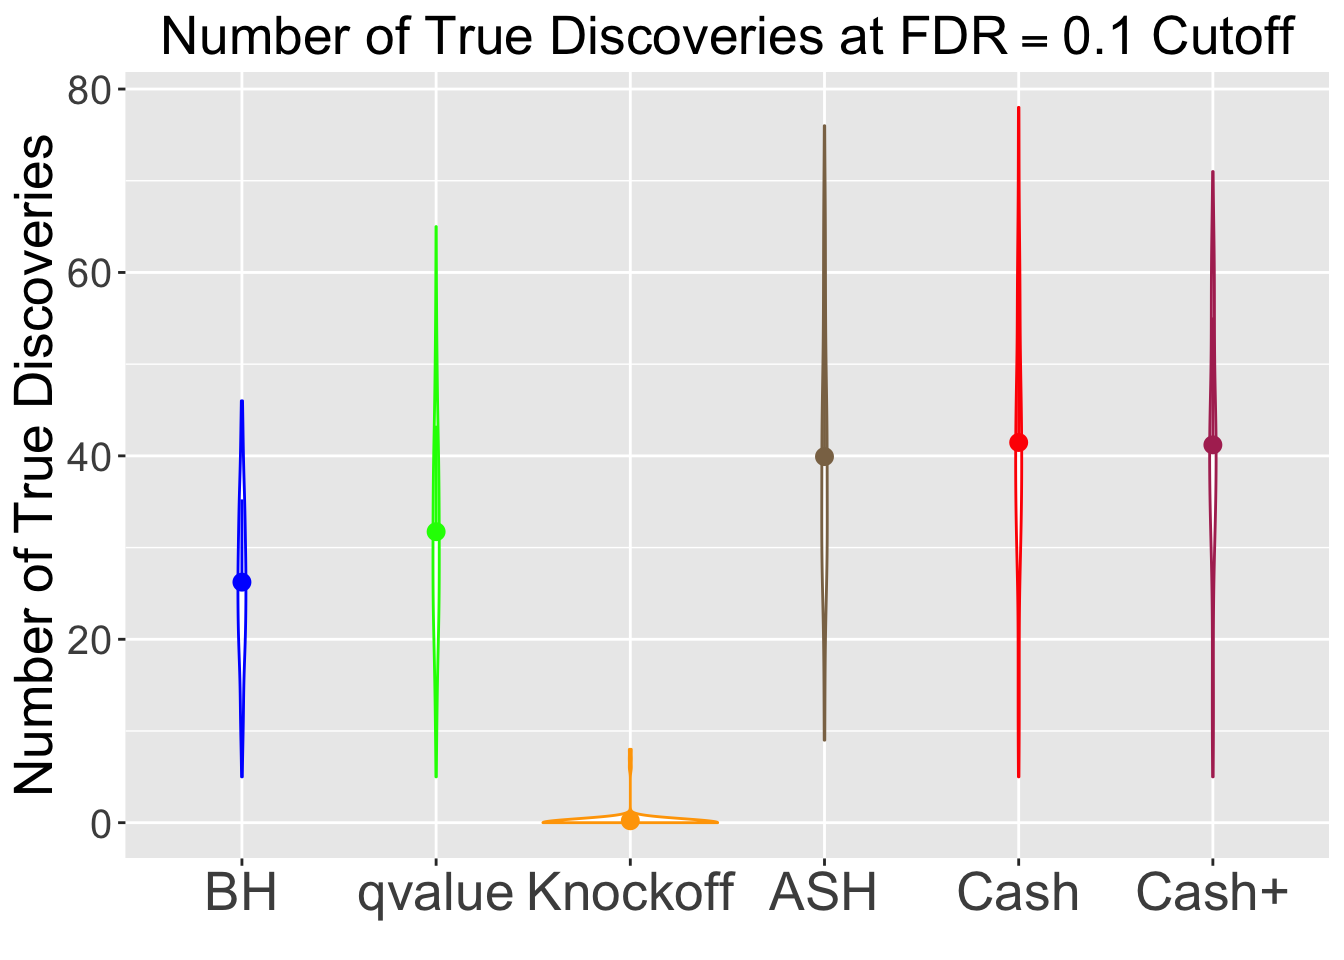 Number of True Discoveries at FDR = 0.1 Cutoff
Number of True Discoveries
80
60
40
20
0
BH qvalue Knockoff ASH Cash Cash+